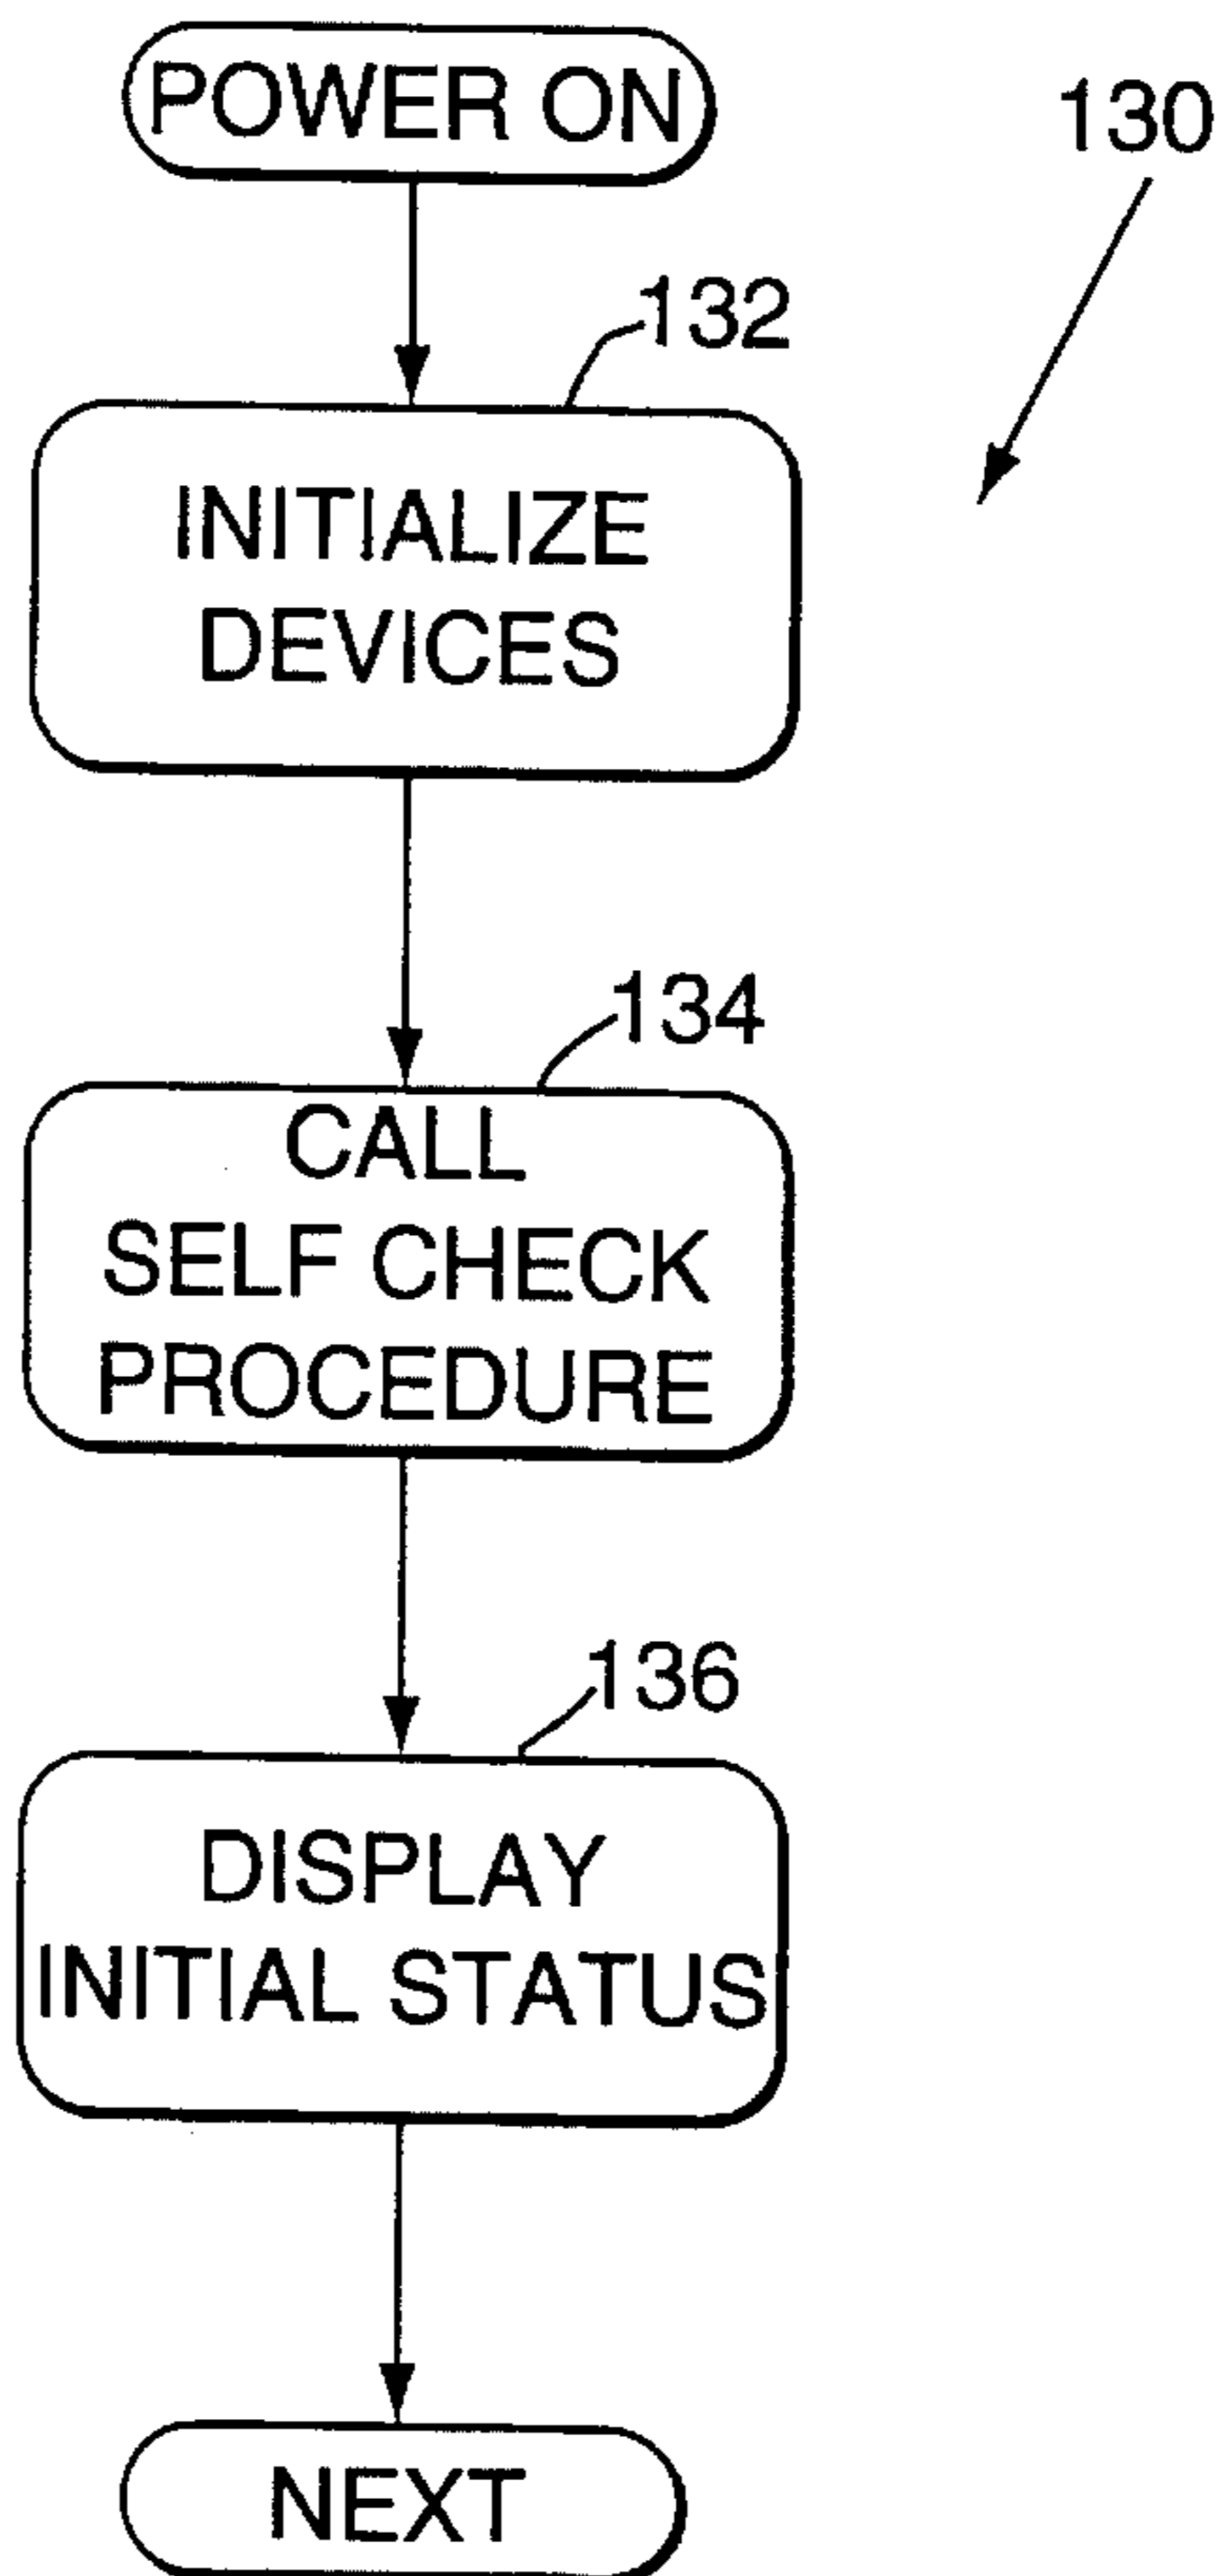 POWER ON
130
132
INITIALIZE
DEVICES
134
CALL
SELF CHECK
PROCEDURE
136
DISPLAY
INITIAL STATUS
NEXT